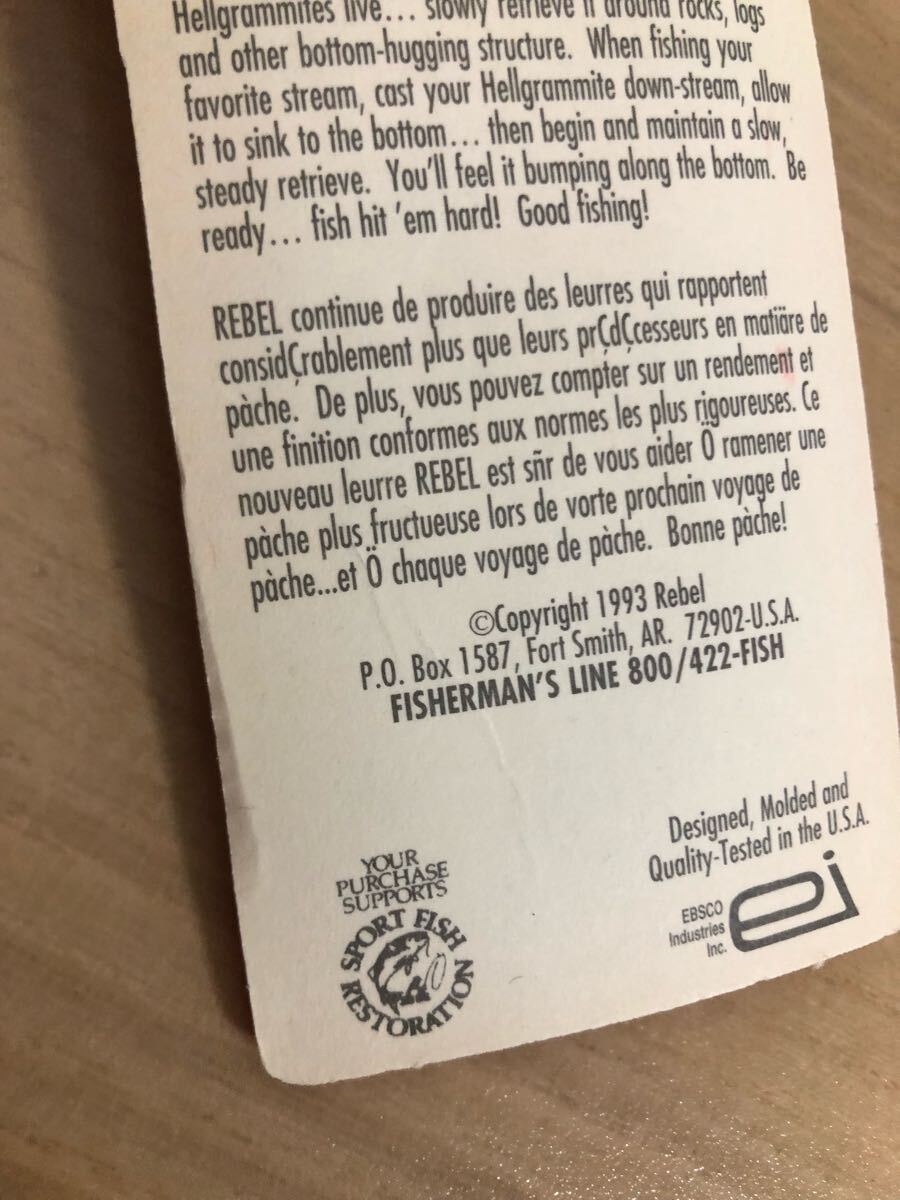 Hellgrammites live... slowly retrieve it around rocks, logs
and other bottom-hugging structure. When fishing your
favorite stream, cast your Hellgrammite down-stream, allow
it to sink to the bottom... then begin and maintain a slow,
steady retrieve. You'll feel it bumping along the bottom. Be
ready... fish hit 'em hard! Good fishing!
REBEL continue de produire des leurres qui rapportent
considÇrablement plus que leurs prÇdÇcesseurs en matiäre de
pàche. De plus, vous pouvez compter sur un rendement et
une finition conformes aux normes les plus rigoureuses. Ce
nouveau leurre REBEL est sñr de vous aider Ö ramener une
pàche plus fructueuse lors de vorte prochain voyage de
pàche...et Ö chaque voyage de pàche. Bonne pàche!
©Copyright 1993 Rebel
P.O. Box 1587, Fort Smith, AR. 72902-U.S.A.
FISHERMAN'S LINE 800/422-FISH
Designed, Molded and
Quality-Tested in the U.S.A.
EBSCO
Industries
Inc.
ei
YOUR
PURCHASE
SUPPORTS
SPORT FISH
RESTORATION